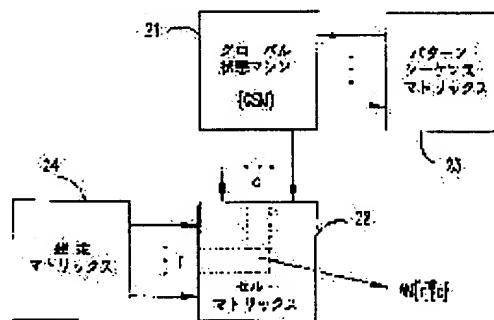 21
グローバル
状態マシン
(GSM)
パターン
シーケンス
マトリックス
23
24
c
22
マトリックス
r
セル
マトリックス